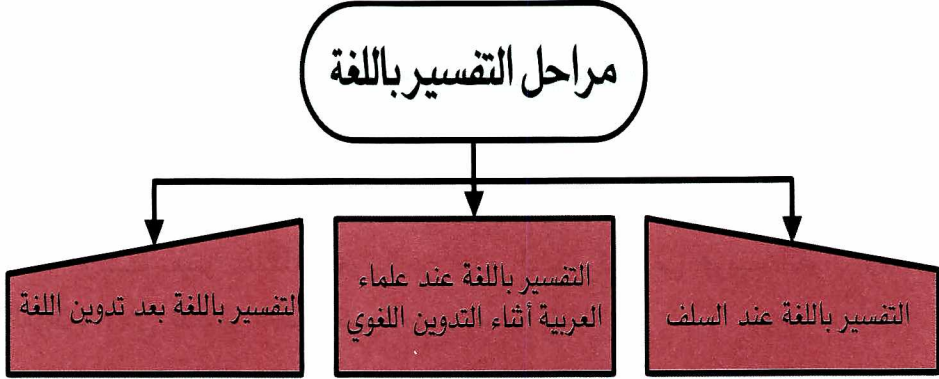 مراحل التفسير باللغة
التفسير باللغة عند السلف
التفسير باللغة عند علماء
العربية أثناء التدوين اللغوي
التفسير باللغة بعد تدوين اللغة